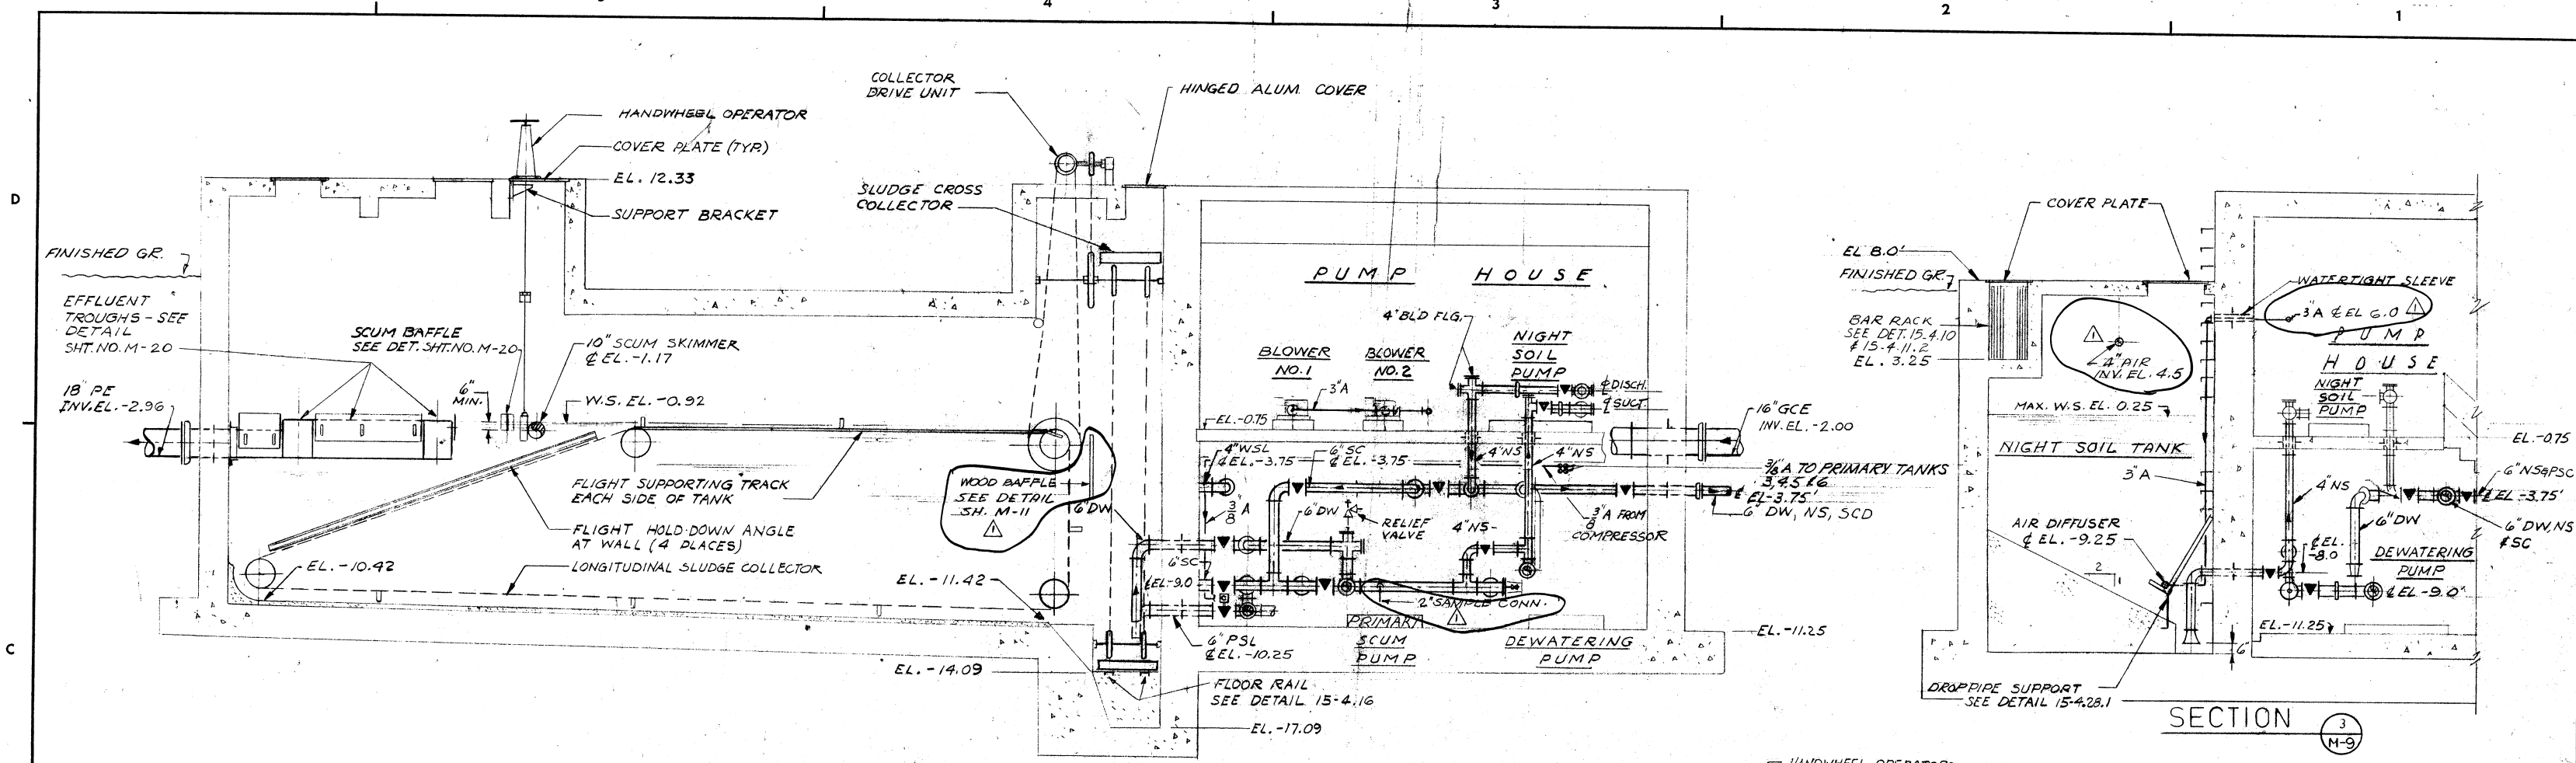 4
3
2
1
D
C
COLLECTOR
DRIVE UNIT
HINGED ALUM. COVER
HANDWHEEL OPERATOR
COVER PLATE (TYP.)
EL. 12.33
SUPPORT BRACKET
SLUDGE CROSS
COLLECTOR
FINISHED GR.
EFFLUENT
TROUGHS - SEE
DETAIL
SHT. NO. M-20
SCUM BAFFLE
SEE DET. SHT. NO. M-20
10" SCUM SKIMMER
℄ EL. -1.17
18" PE
INV. EL. -2.96
6"
MIN.
W.S. EL. -0.92
FLIGHT SUPPORTING TRACK
EACH SIDE OF TANK
FLIGHT HOLD-DOWN ANGLE
AT WALL (4 PLACES)
LONGITUDINAL SLUDGE COLLECTOR
EL. -10.42
WOOD BAFFLE
SEE DETAIL
SH. M-11
1
EL. -11.42
EL. -14.09
PUMP HOUSE
4" BLD FLG.
BLOWER
NO. 1
BLOWER
NO. 2
3" A
NIGHT
SOIL
PUMP
℄ DISCH.
℄ SUCT.
EL. -0.75
16" GCE
INV. EL. -2.00
4" WSL
℄ EL. -3.75
6" SC
℄ EL. -3.75
4" NS
4" NS
3/8" A TO PRIMARY TANKS
3, 4, 5 & 6
℄
EL -3.75'
6" DW, NS, SCD
6" DW
3/8" A
6" DW
RELIEF
VALVE
4" NS
3/8" A FROM
COMPRESSOR
6" SC
℄ EL. -9.0
2" SAMPLE CONN.
1
6" PSL
℄ EL. -10.25
PRIMARY
SCUM
PUMP
DEWATERING
PUMP
EL. -11.25
FLOOR RAIL
SEE DETAIL 15-4.16
EL. -17.09
COVER PLATE
EL 8.0'
FINISHED GR.
WATERTIGHT SLEEVE
3" A ℄ EL 6.0 1
BAR RACK
SEE DET. 15-4.10
& 15-4.11.2
EL. 3.25
1
4" AIR
INV. EL. 4.5
PUMP
HOUSE
NIGHT
SOIL
PUMP
MAX. W.S. EL. 0.25
NIGHT SOIL TANK
3" A
EL. -0.75
6" NS & PSC
℄ EL -3.75'
4" NS
6" DW
6" DW, NS
& SC
AIR DIFFUSER
℄ EL. -9.25
℄ EL.
-8.0
DEWATERING
PUMP
℄ EL -9.0'
2
1
EL. -11.25
6"
DROP PIPE SUPPORT
SEE DETAIL 15-4.28.1
SECTION
3
M-9
HANDWHEEL OPERATORS